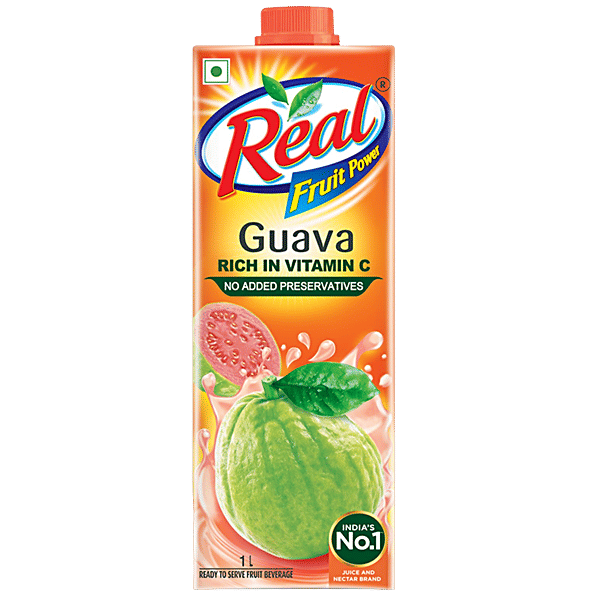 ®
Réal
Fruit Power
Guava
RICH IN VITAMIN C
NO ADDED PRESERVATIVES
INDIA'S
No.1
JUICE AND
NECTAR BRAND
1 L
READY TO SERVE FRUIT BEVERAGE